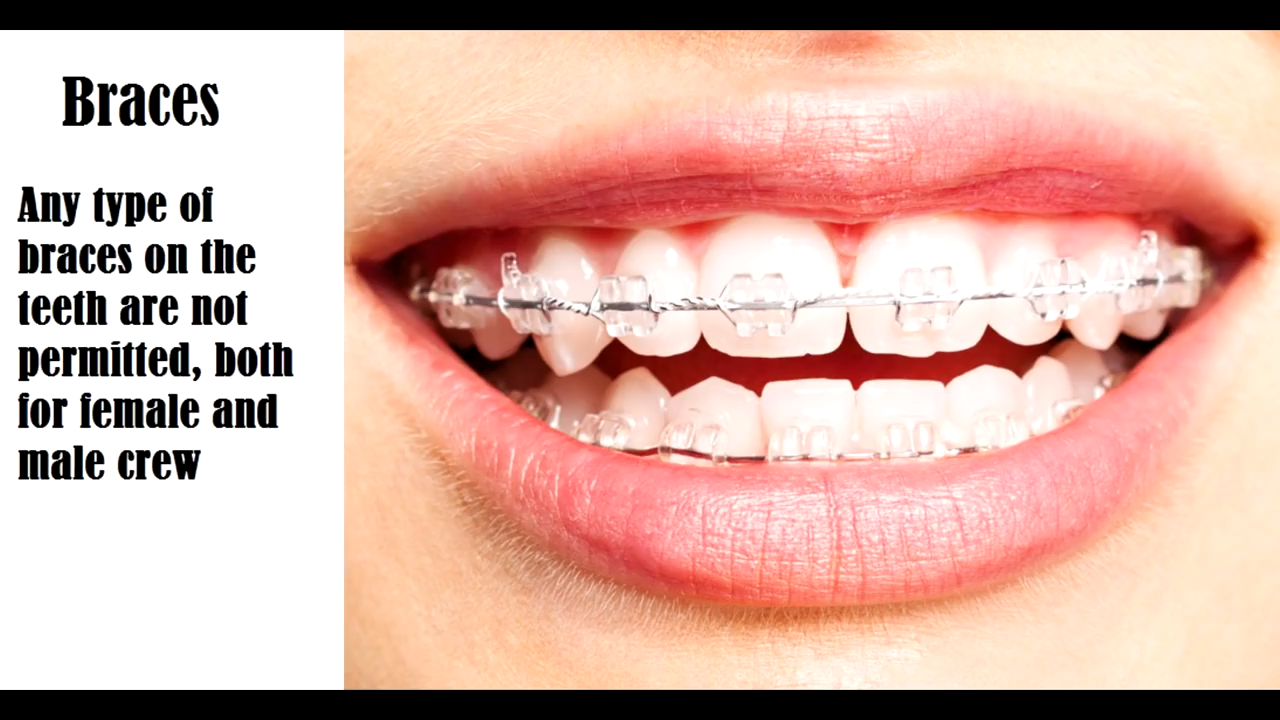 Braces
Any type of
braces on the
teeth are not
permitted, both
for female and
male crew